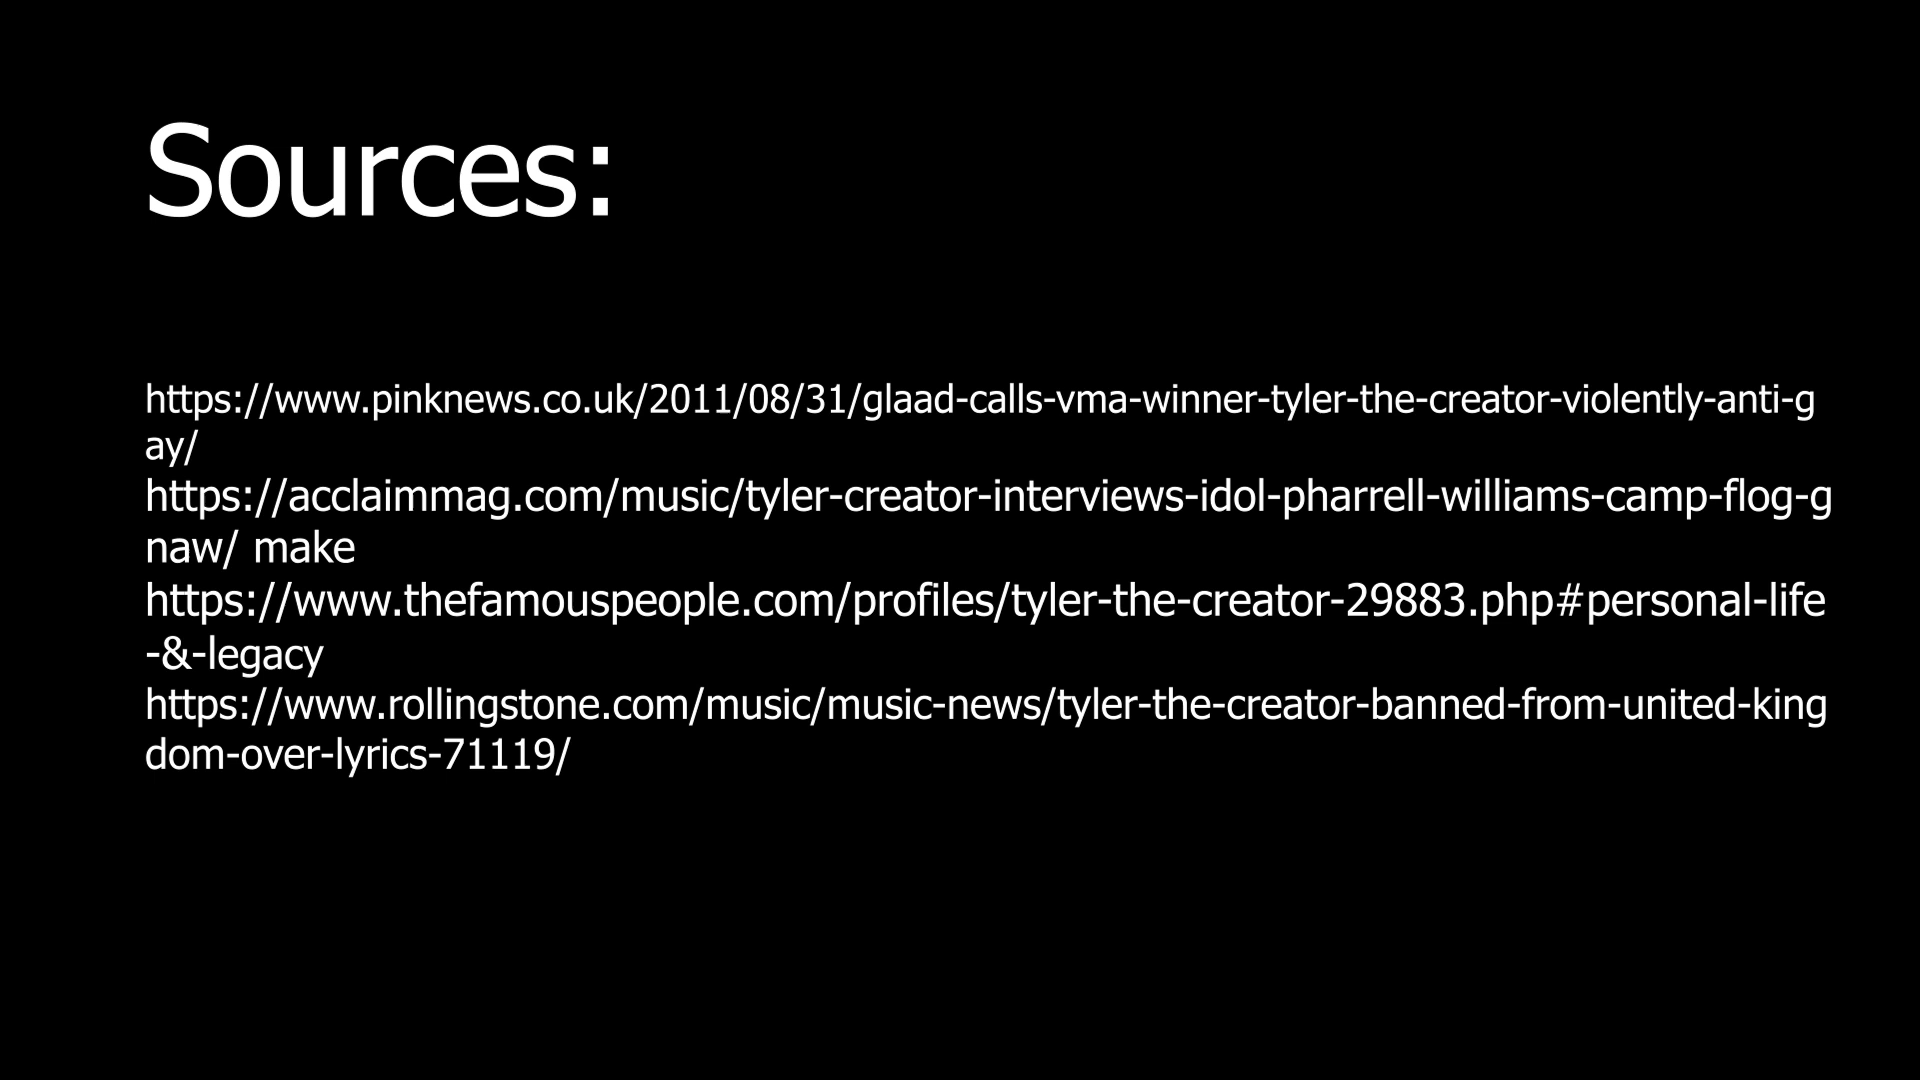 Sources:
https://www.pinknews.co.uk/2011/08/31/glaad-calls-vma-winner-tyler-the-creator-violently-anti-g
ay/
https://acclaimmag.com/music/tyler-creator-interviews-idol-pharrell-williams-camp-flog-g
naw/ make
https://www.thefamouspeople.com/profiles/tyler-the-creator-29883.php#personal-life
-&-legacy
https://www.rollingstone.com/music/music-news/tyler-the-creator-banned-from-united-king
dom-over-lyrics-71119/